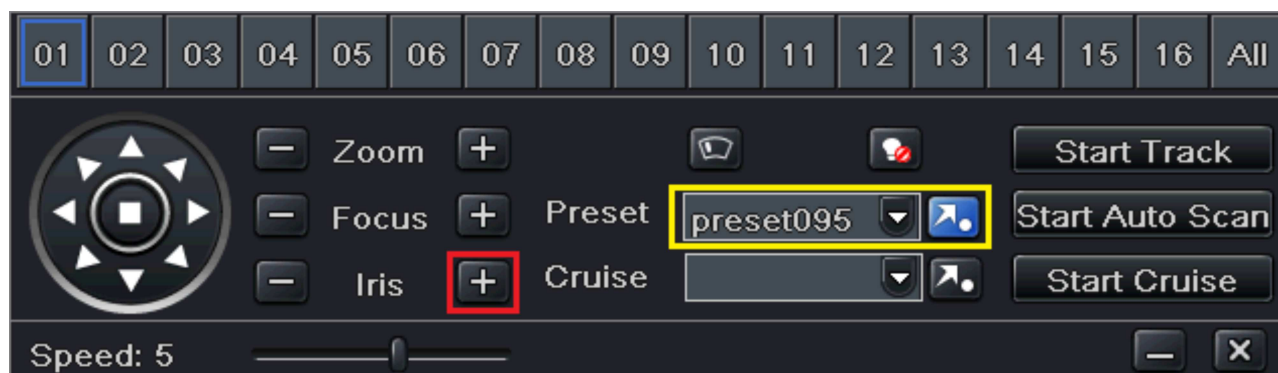 01 02 03 04 05 06 07 08 09 10 11 12 13 14 15 16 All
Zoom Start Track
Focus Preset preset095 Start Auto Scan
Iris Cruise Start Cruise
Speed: 5